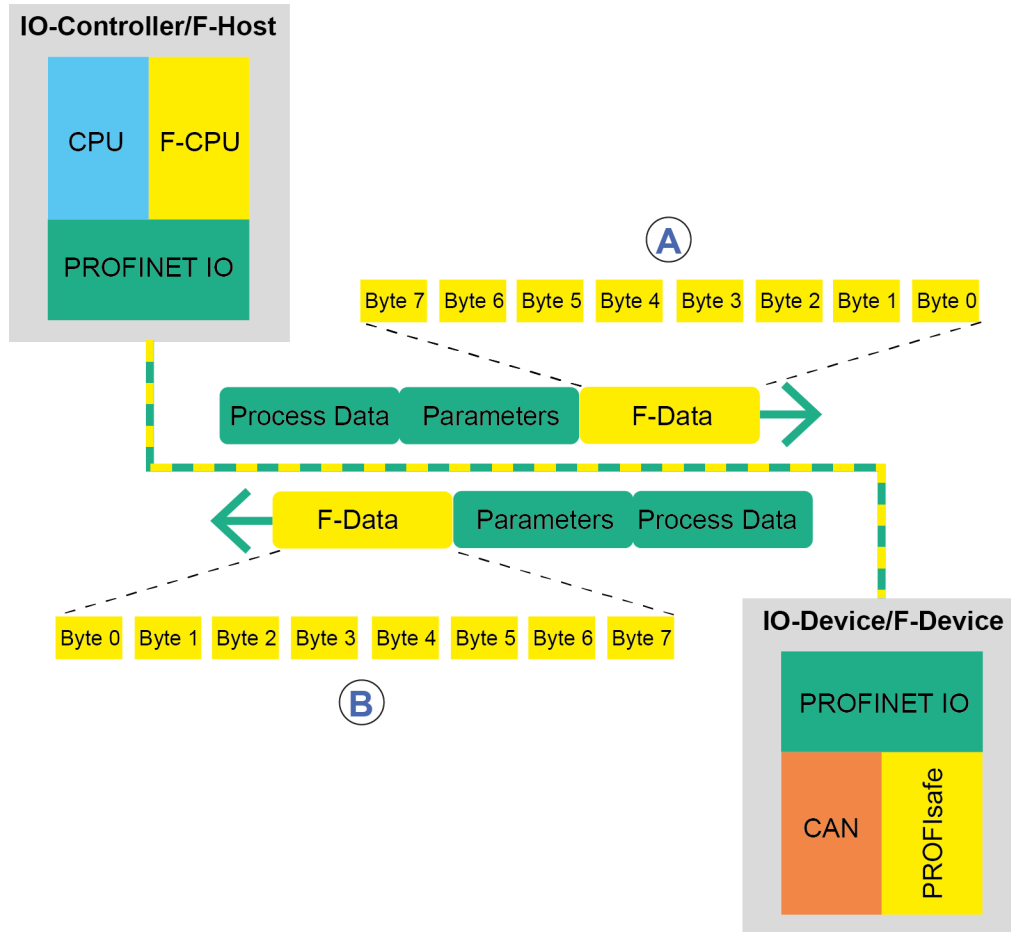 IO-Controller/F-Host
CPU F-CPU
PROFINET IO
A
Byte 7 Byte 6 Byte 5 Byte 4 Byte 3 Byte 2 Byte 1 Byte 0
Process Data Parameters F-Data
F-Data Parameters Process Data
Byte 0 Byte 1 Byte 2 Byte 3 Byte 4 Byte 5 Byte 6 Byte 7
B
IO-Device/F-Device
PROFINET IO
CAN
PROFIsafe